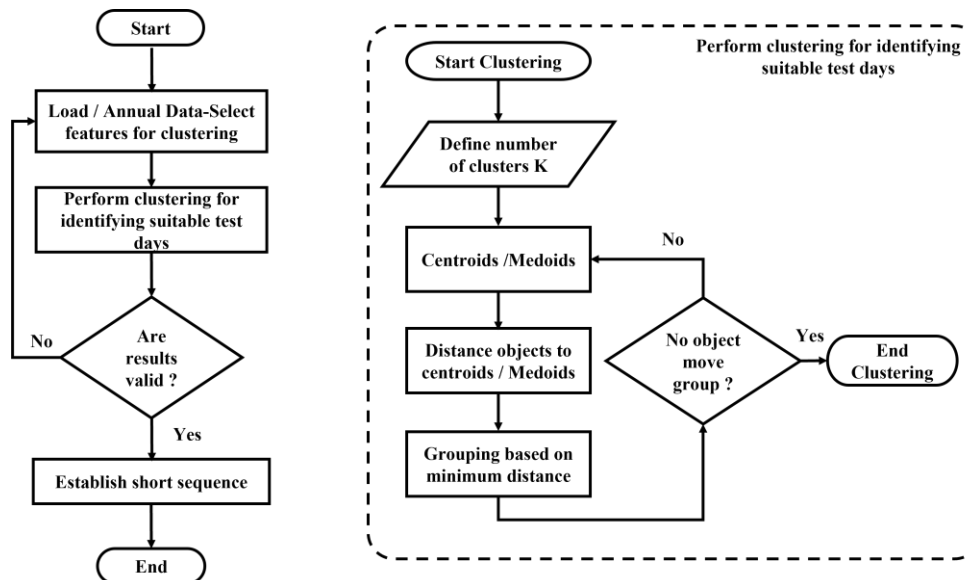 Start
Load / Annual Data-Select
features for clustering
Perform clustering for
identifying suitable test
days
Are
results
valid ?
No
Yes
Establish short sequence
End
Perform clustering for identifying
suitable test days
Start Clustering
Define number
of clusters K
Centroids /Medoids
Distance objects to
centroids / Medoids
Grouping based on
minimum distance
No object
move
group ?
No
Yes
End
Clustering